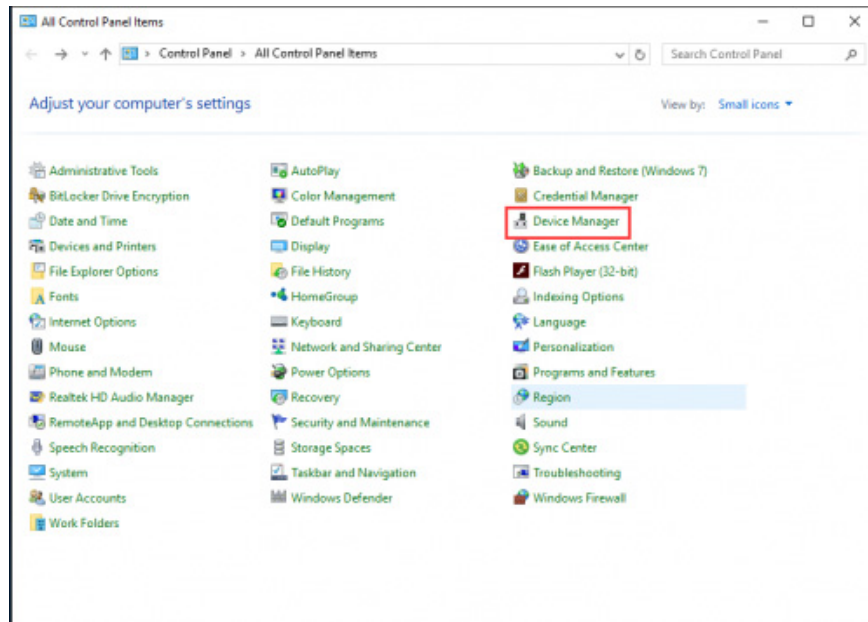 All Control Panel Items
Control Panel > All Control Panel Items Search Control Panel
Adjust your computer's settings View by: Small icons
Administrative Tools AutoPlay Backup and Restore (Windows 7)
BitLocker Drive Encryption Color Management Credential Manager
Date and Time Default Programs Device Manager
Devices and Printers Display Ease of Access Center
File Explorer Options File History Flash Player (32-bit)
Fonts HomeGroup Indexing Options
Internet Options Keyboard Language
Mouse Network and Sharing Center Personalization
Phone and Modem Power Options Programs and Features
Realtek HD Audio Manager Recovery Region
RemoteApp and Desktop Connections Security and Maintenance Sound
Speech Recognition Storage Spaces Sync Center
System Taskbar and Navigation Troubleshooting
User Accounts Windows Defender Windows Firewall
Work Folders